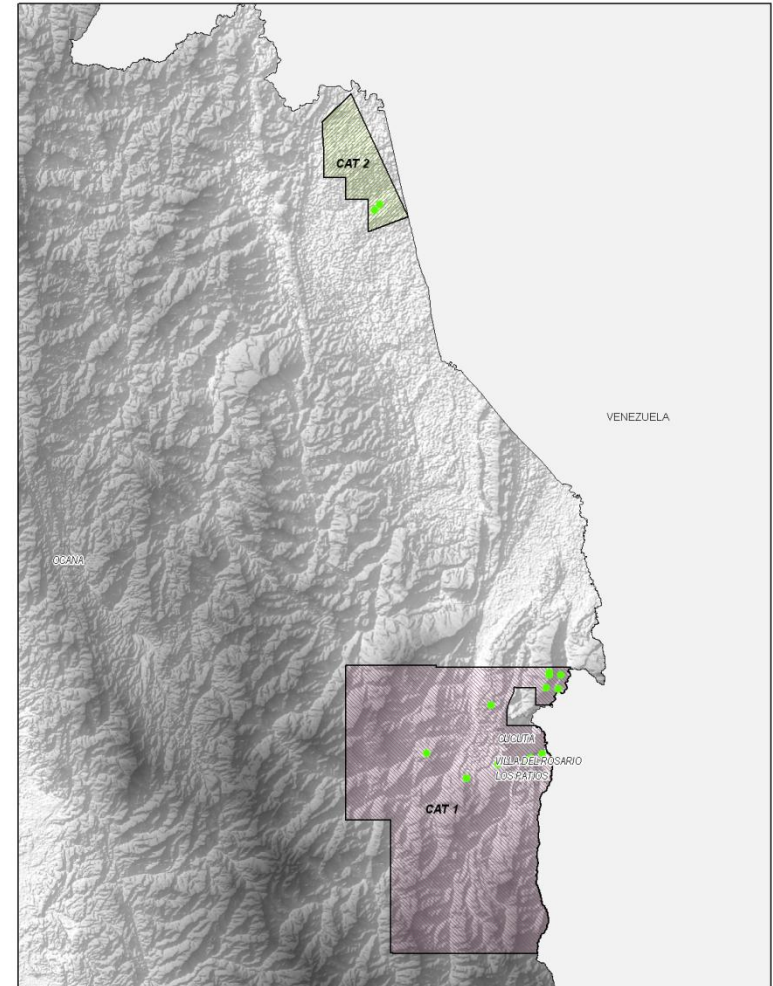 CAT 2
VENEZUELA
OCAÑA
CUCUTA
VILLA DEL ROSARIO
LOS PATIOS
CAT 1